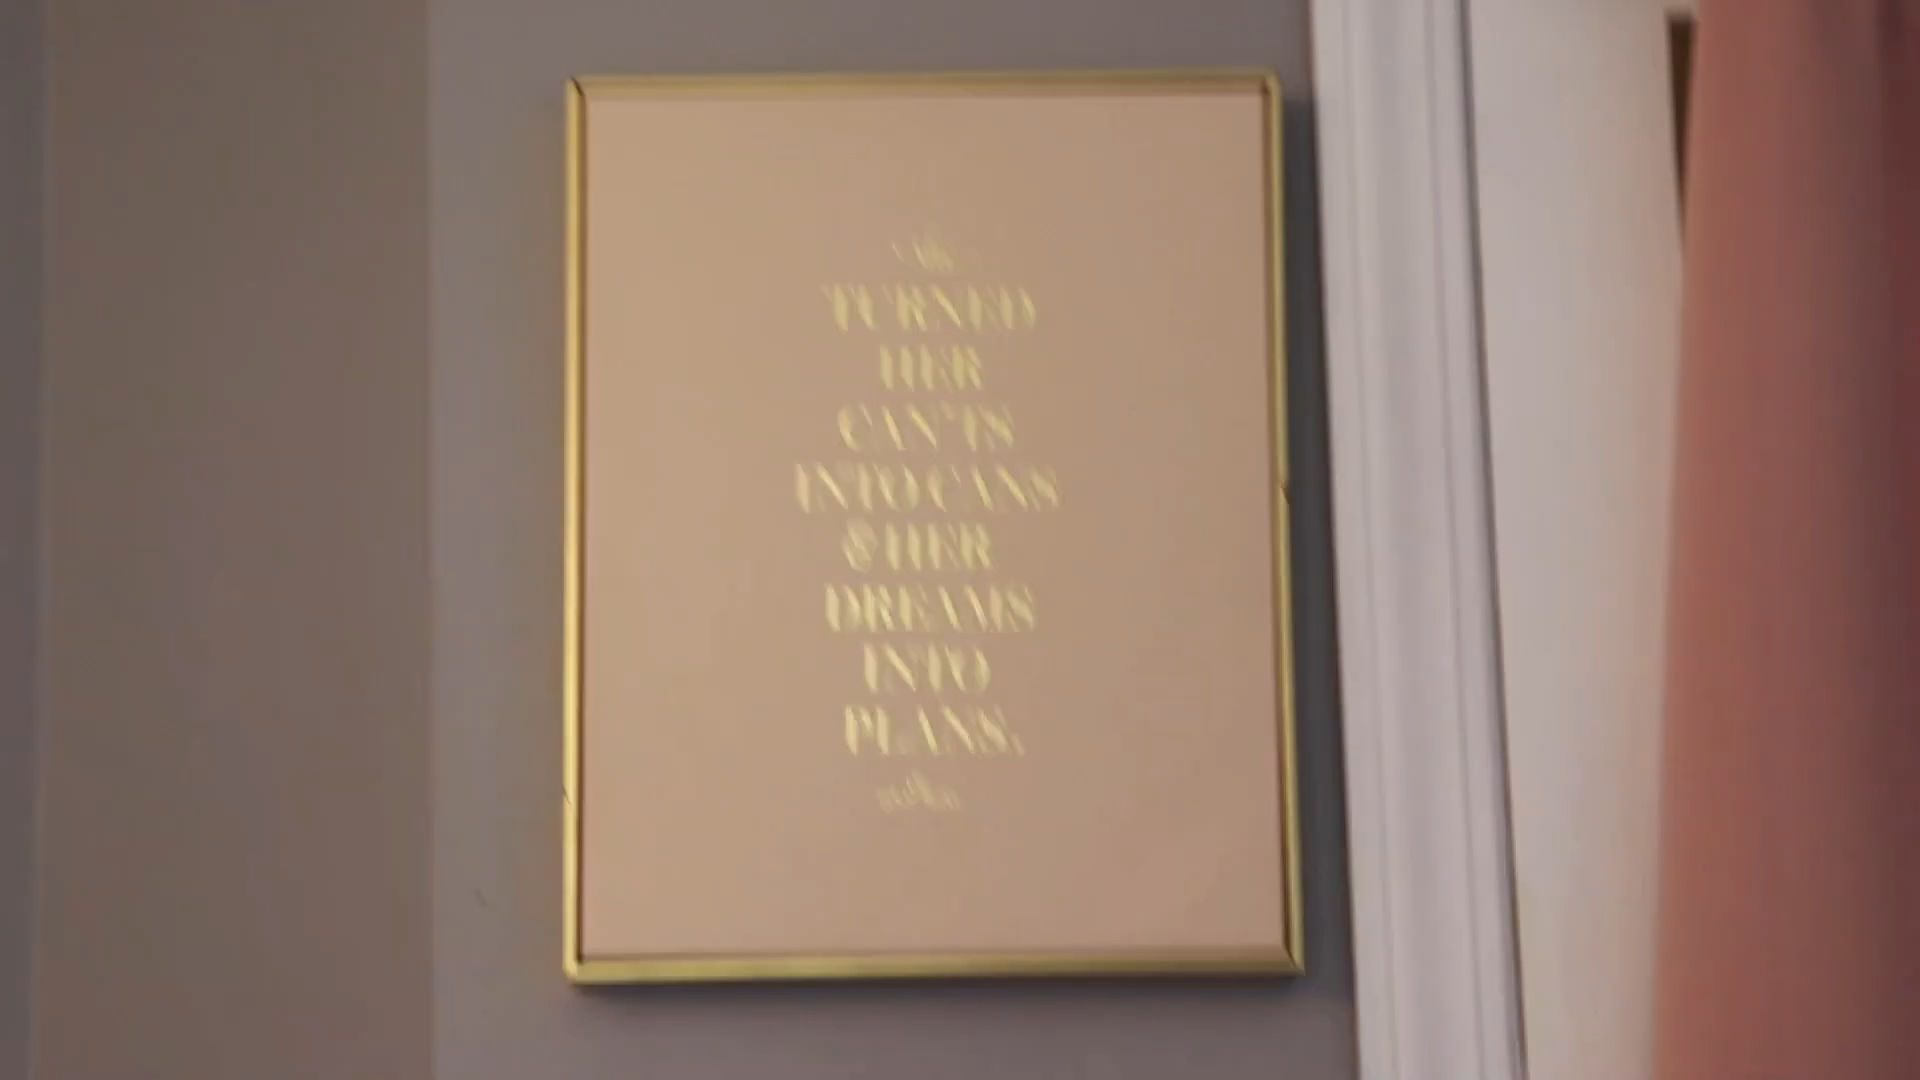 TURNED
HER
CAN'TS
INTO CANS
& HER
DREAMS
INTO
PLANS.